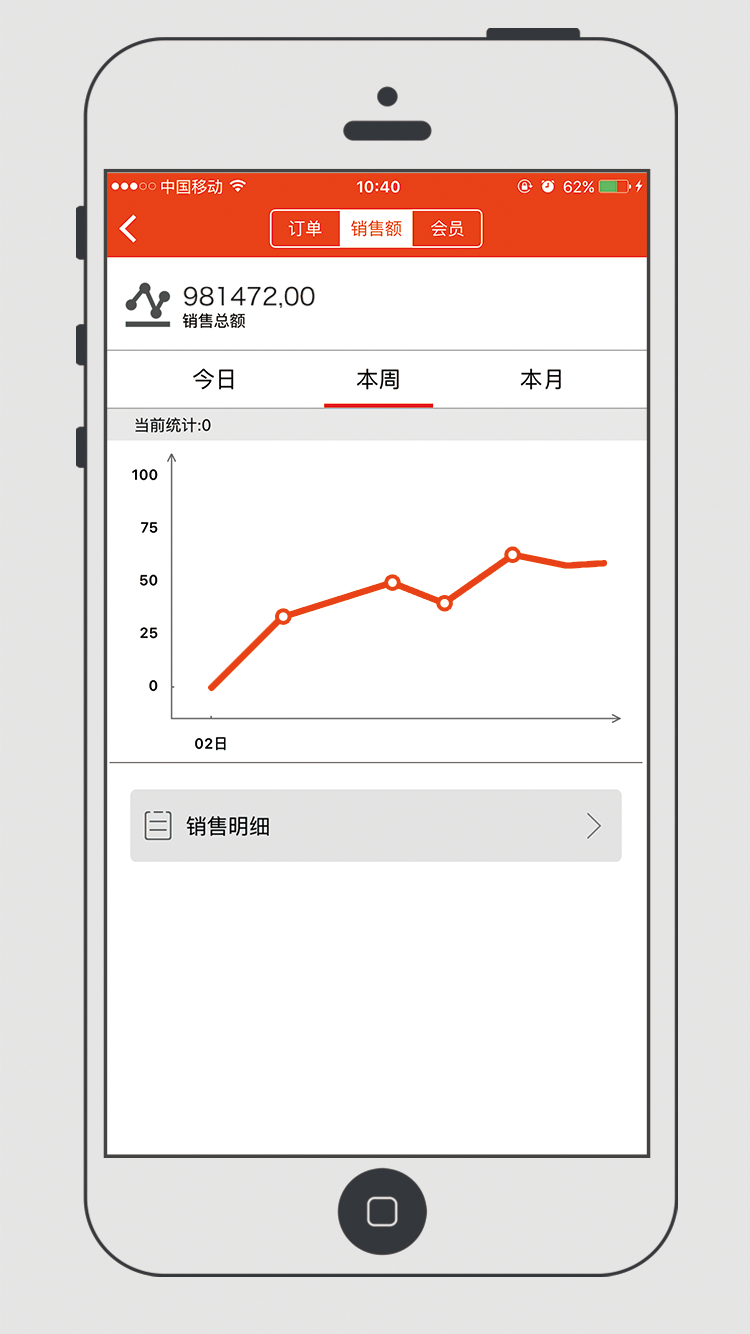 中国移动 10:40 62%
订单 销售额 会员
981472,00
销售总额
今日 本周 本月
当前统计:0
100
75
50
25
0
02日
销售明细